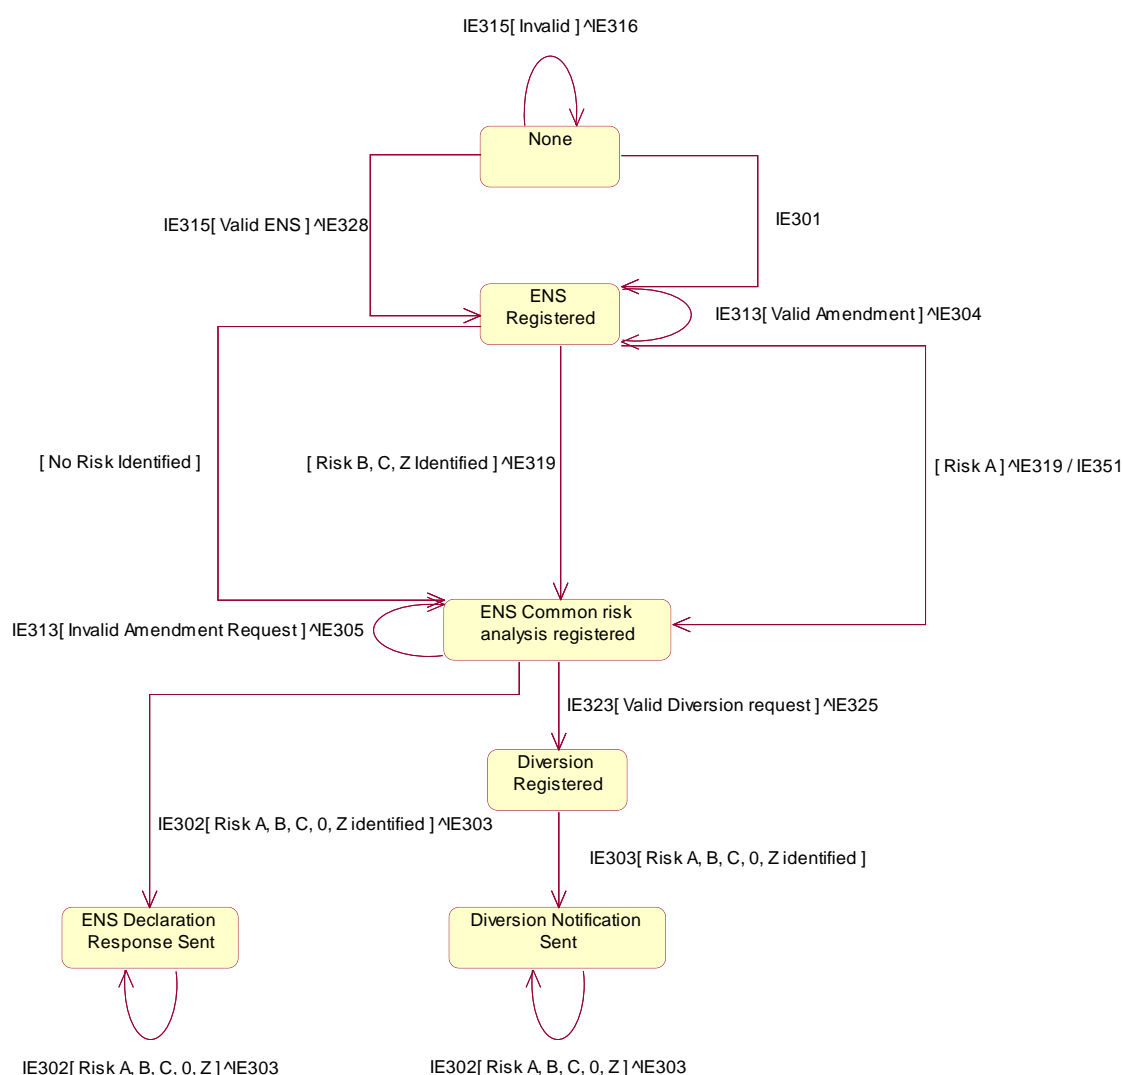 IE315[ Invalid ] ^IE316
None
IE315[ Valid ENS ] ^IE328
IE301
ENS
Registered
IE313[ Valid Amendment ] ^IE304
[ No Risk Identified ]
[ Risk B, C, Z Identified ] ^IE319
[ Risk A ] ^IE319 / IE351
ENS Common risk
analysis registered
IE313[ Invalid Amendment Request ] ^IE305
IE323[ Valid Diversion request ] ^IE325
Diversion
Registered
IE302[ Risk A, B, C, 0, Z identified ] ^IE303
IE303[ Risk A, B, C, 0, Z identified ]
ENS Declaration
Response Sent
Diversion Notification
Sent
IE302[ Risk A, B, C, 0, Z ] ^IE303
IE302[ Risk A, B, C, 0, Z ] ^IE303